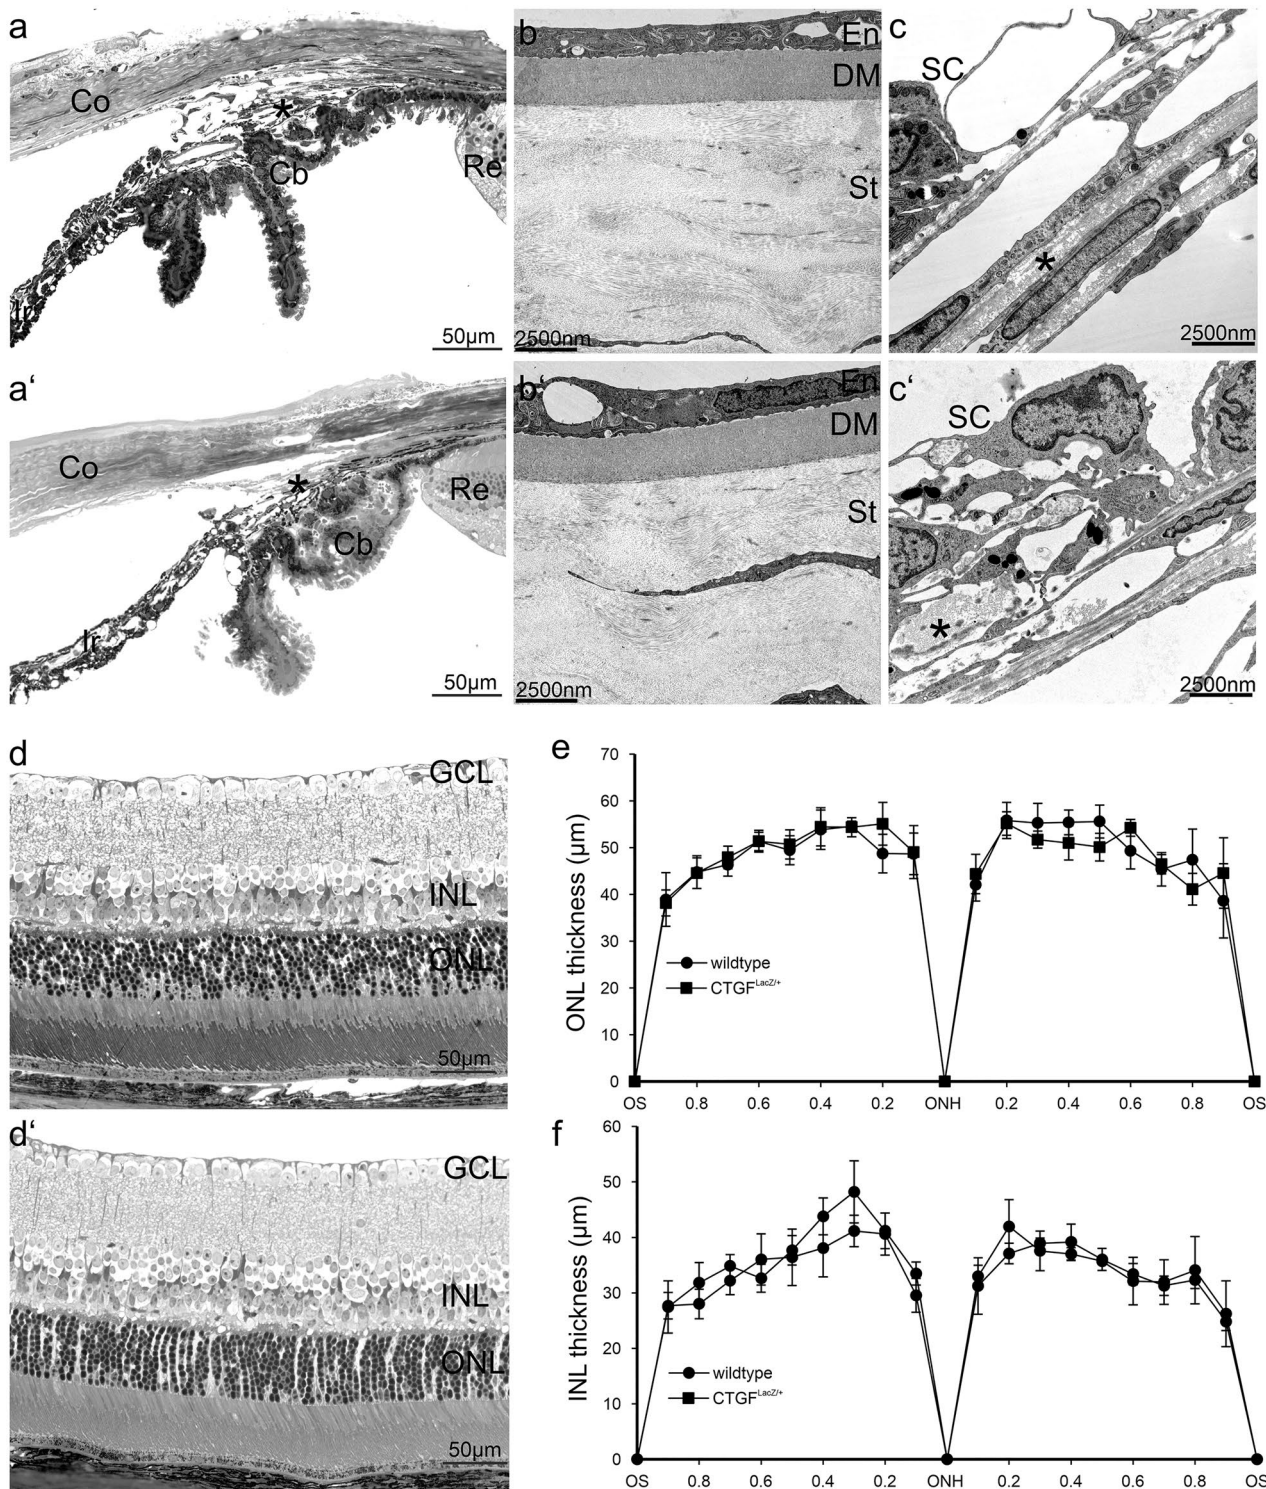 a
Co
*
Cb
Re
Ir
50µm
b
En
DM
St
2500nm
c
SC
*
2500nm
a'
Co
*
Cb
Re
Ir
50µm
b'
En
DM
St
2500nm
c'
SC
*
2500nm
d
GCL
INL
ONL
50µm
d'
GCL
INL
ONL
50µm
e
ONL thickness (µm)
70
60
50
40
30
20
10
0
wildtype
CTGF^LacZ/+
OS 0.8 0.6 0.4 0.2 ONH 0.2 0.4 0.6 0.8 OS
f
INL thickness (µm)
60
50
40
30
20
10
0
wildtype
CTGF^LacZ/+
OS 0.8 0.6 0.4 0.2 ONH 0.2 0.4 0.6 0.8 OS